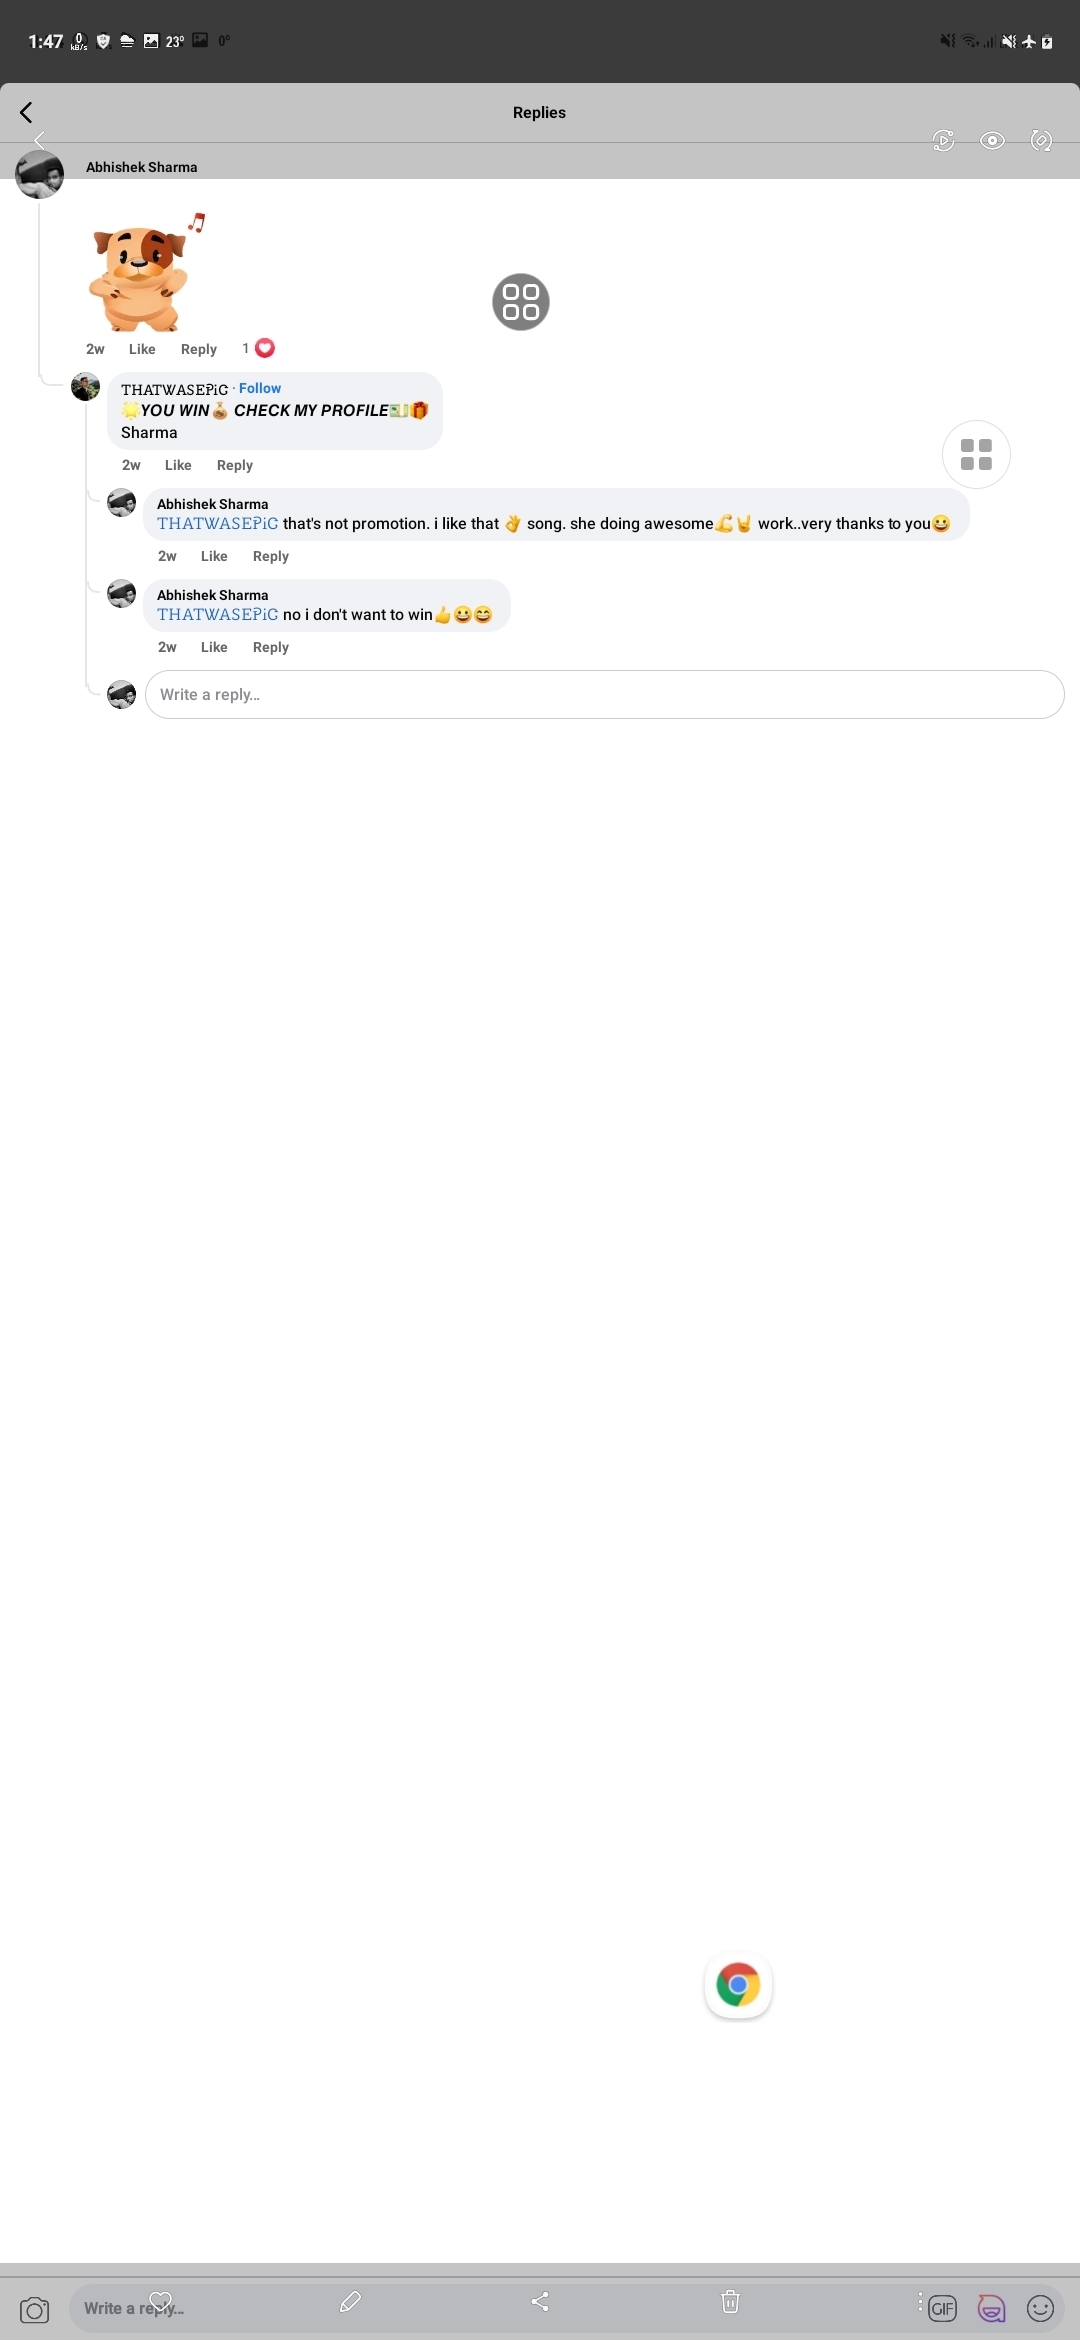 1:47 0 KB/s 23° 0°
Replies
Abhishek Sharma
2w Like Reply 1
THATWASEPiC · Follow
🌟YOU WIN💰 CHECK MY PROFILE💵🎁
Sharma
2w Like Reply
Abhishek Sharma
THATWASEPiC that's not promotion. i like that 👌 song. she doing awesome💪🤘 work..very thanks to you😀
2w Like Reply
Abhishek Sharma
THATWASEPiC no i don't want to win👍😀😄
2w Like Reply
Write a reply...
Write a reply...
GIF